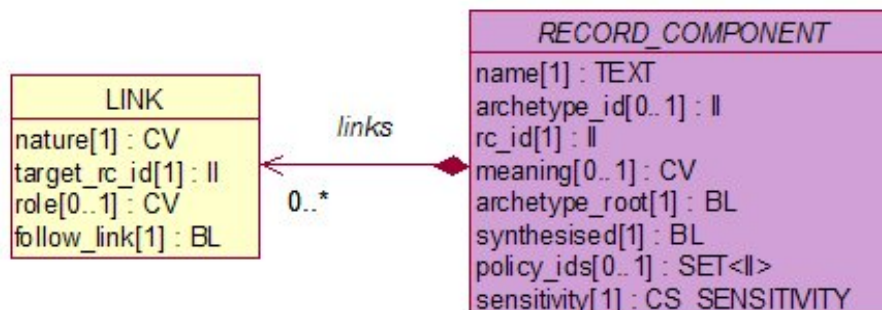 RECORD_COMPONENT
name[1] : TEXT
archetype_id[0..1] : II
rc_id[1] : II
meaning[0..1] : CV
archetype_root[1] : BL
synthesised[1] : BL
policy_ids[0..1] : SET<II>
sensitivity[1] : CS_SENSITIVITY
LINK
nature[1] : CV
target_rc_id[1] : II
role[0..1] : CV
follow_link[1] : BL
links
0..*